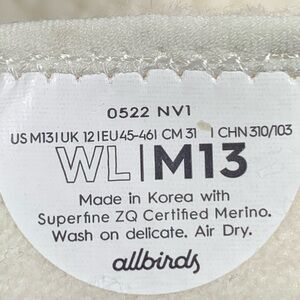 0522 NV1
US M13 | UK 12 | EU 45-46 | CM 31 | CHN 310/103
WL | M13
Made in Korea with
Superfine ZQ Certified Merino.
Wash on delicate. Air Dry.
allbirds